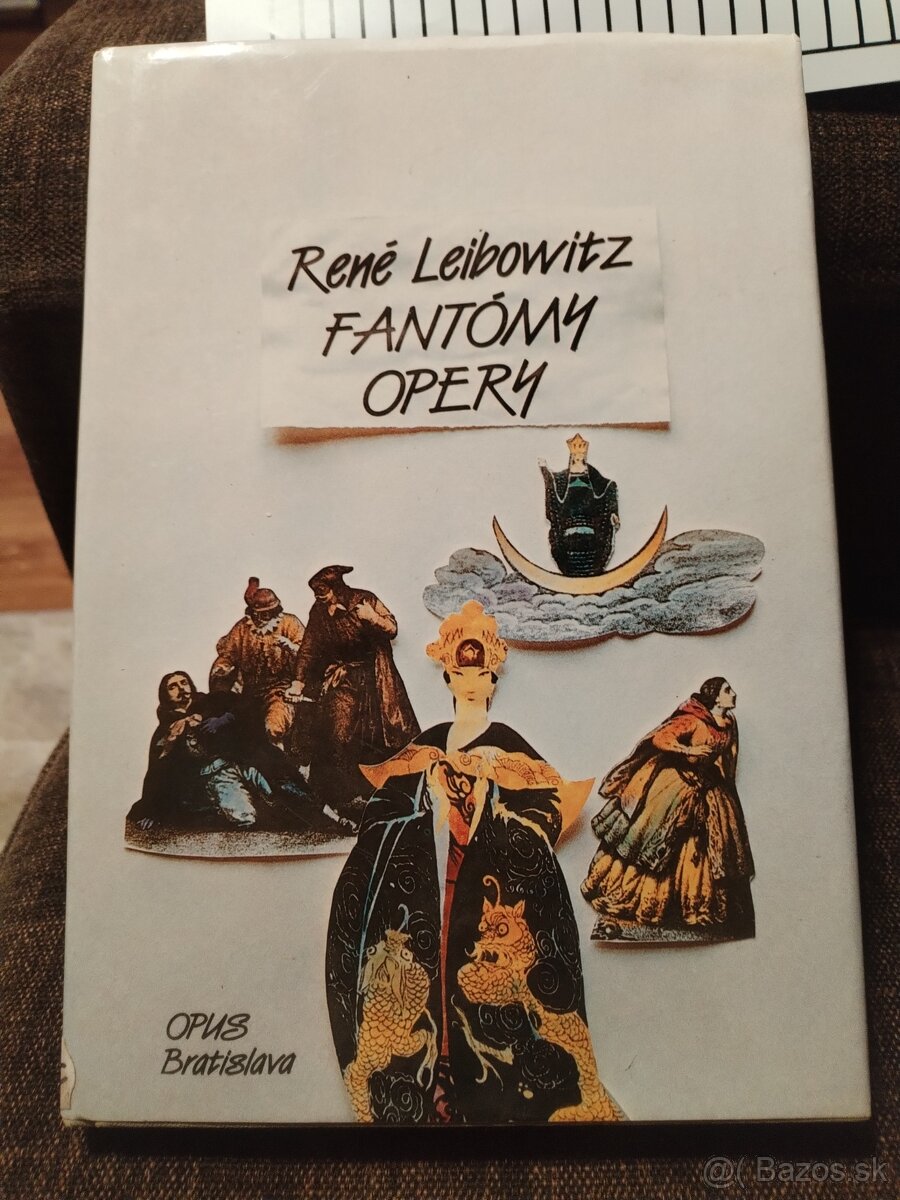 René Leibowitz
FANTÓMY
OPERY
OPUS
Bratislava
@( Bazos.sk